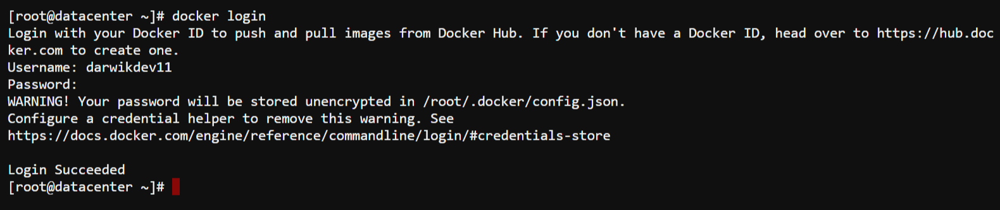 [root@datacenter ~]# docker login
Login with your Docker ID to push and pull images from Docker Hub. If you don't have a Docker ID, head over to https://hub.doc
ker.com to create one.
Username: darwikdev11
Password:
WARNING! Your password will be stored unencrypted in /root/.docker/config.json.
Configure a credential helper to remove this warning. See
https://docs.docker.com/engine/reference/commandline/login/#credentials-store
Login Succeeded
[root@datacenter ~]#